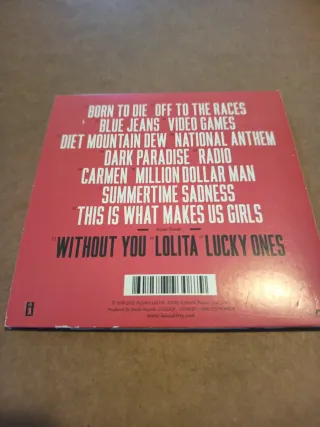 BORN TO DIE OFF TO THE RACES
BLUE JEANS VIDEO GAMES
DIET MOUNTAIN DEW NATIONAL ANTHEM
DARK PARADISE RADIO
CARMEN MILLION DOLLAR MAN
SUMMERTIME SADNESS
THIS IS WHAT MAKES US GIRLS
WITHOUT YOU LOLITA LUCKY ONES